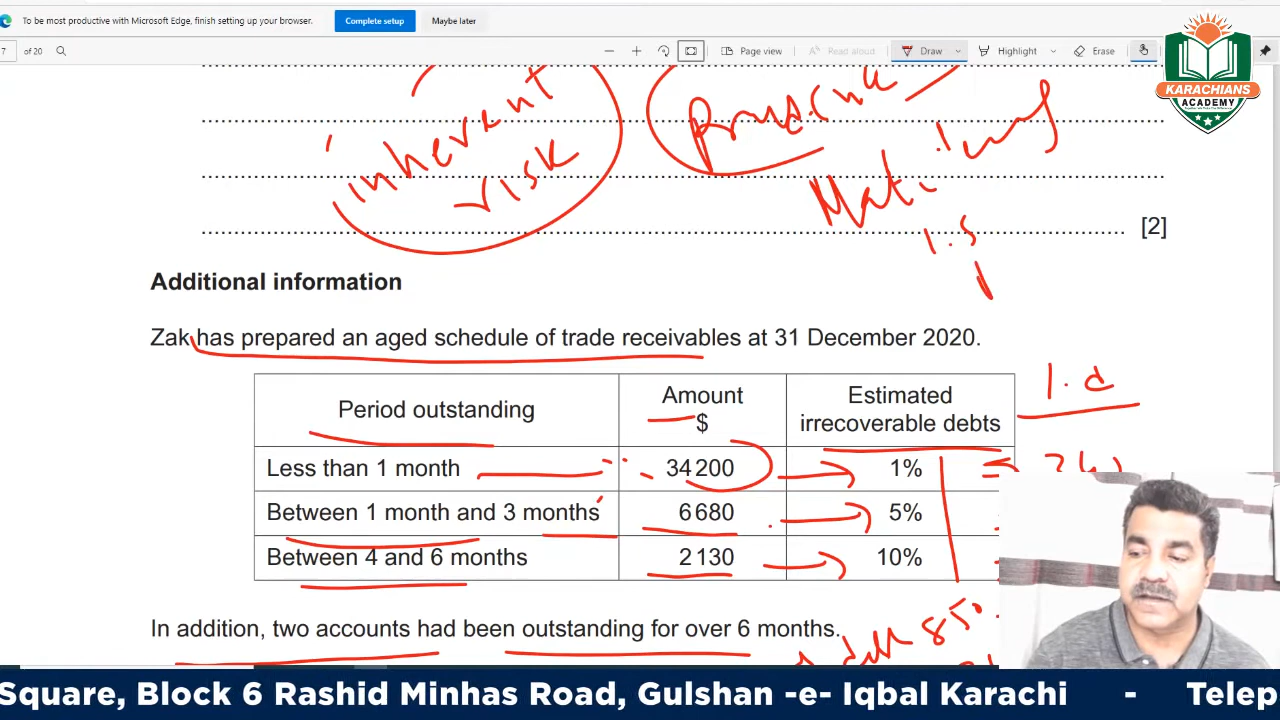 To be most productive with Microsoft Edge, finish setting up your browser.
Complete setup
Maybe later
7 of 20
Page view
Read aloud
Draw
Highlight
Erase
KARACHIANS
ACADEMY
inherent
risk
[2]
Additional information
Zak has prepared an aged schedule of trade receivables at 31 December 2020.
Period outstanding Amount $ Estimated irrecoverable debts
I.d
Less than 1 month 34 200 1%
Between 1 month and 3 months 6 680 5%
Between 4 and 6 months 2 130 10%
In addition, two accounts had been outstanding for over 6 months.
850
Square, Block 6 Rashid Minhas Road, Gulshan -e- Iqbal Karachi - Telep